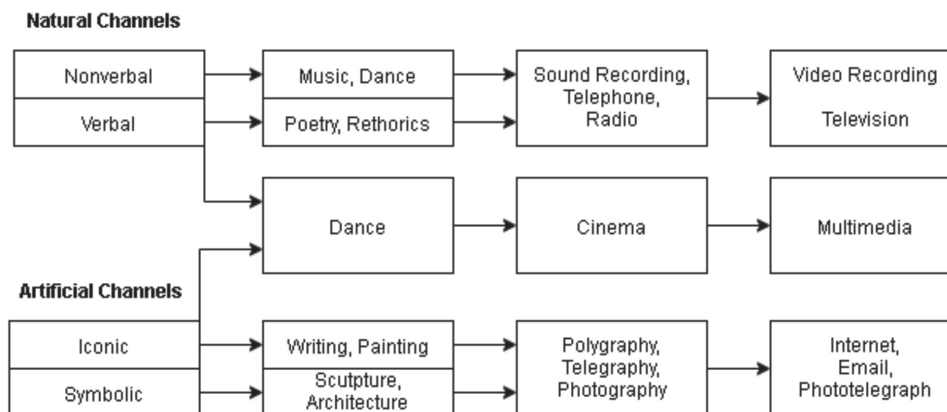 Natural Channels
Nonverbal
Verbal
Music, Dance
Poetry, Rethorics
Sound Recording,
Telephone,
Radio
Video Recording
Television
Dance
Cinema
Multimedia
Artificial Channels
Iconic
Symbolic
Writing, Painting
Scutpture,
Architecture
Polygraphy,
Telegraphy,
Photography
Internet,
Email,
Phototelegraph